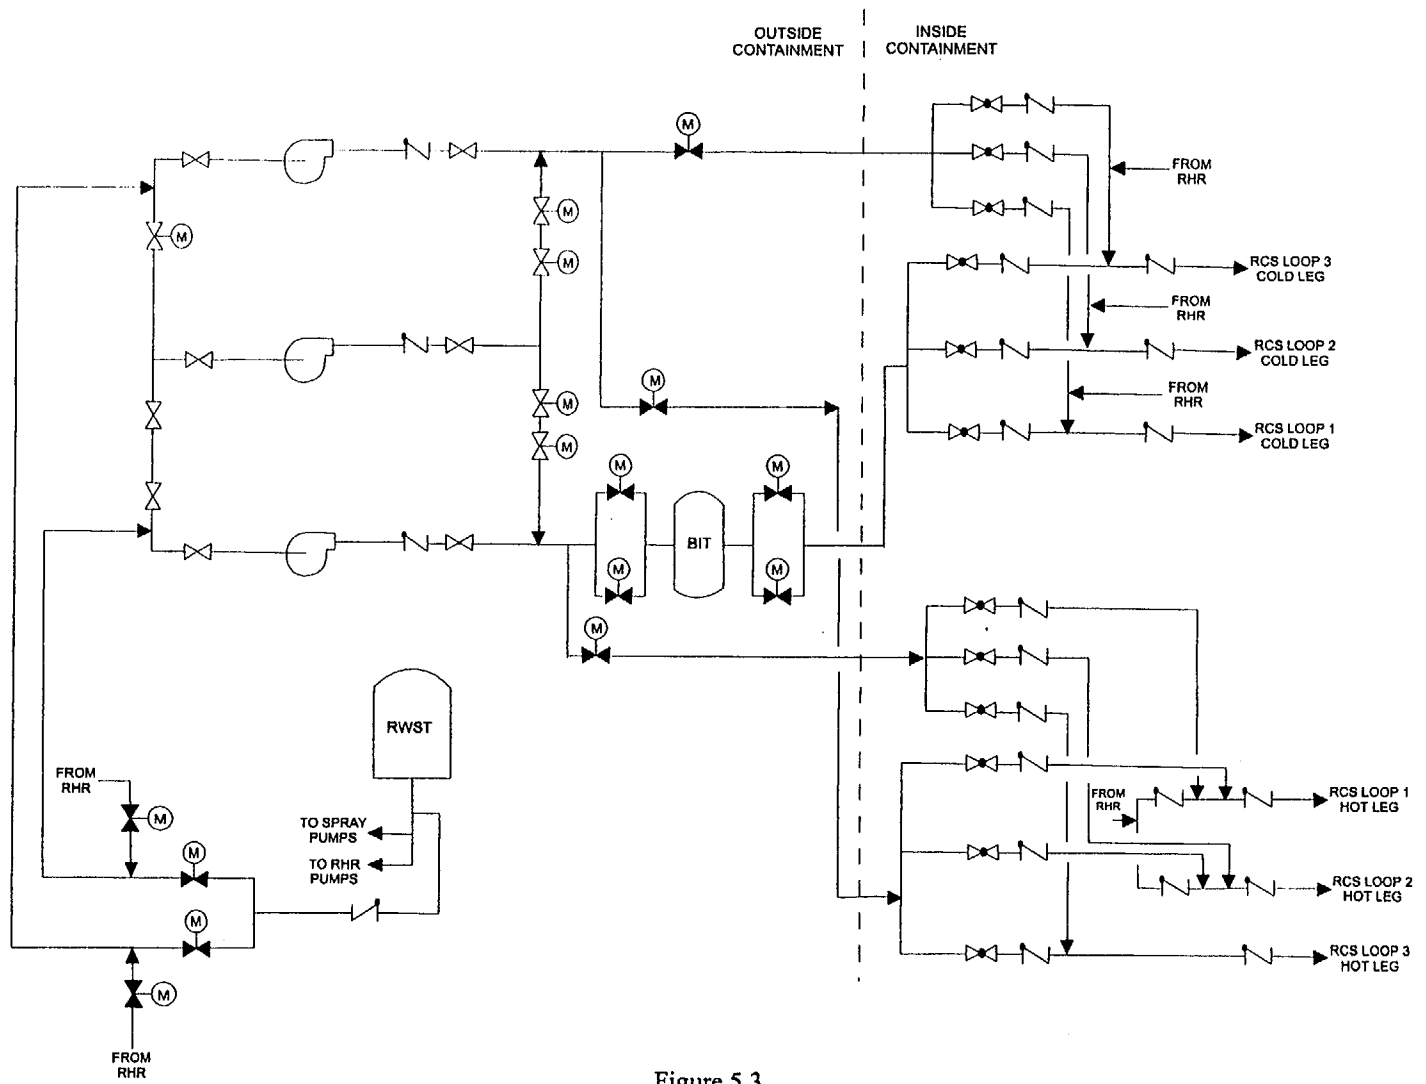 OUTSIDE
CONTAINMENT
INSIDE
CONTAINMENT
M
FROM
RHR
M
M
M
RCS LOOP 3
COLD LEG
FROM
RHR
RCS LOOP 2
COLD LEG
M
M
FROM
RHR
M
RCS LOOP 1
COLD LEG
M
M
BIT
M
M
M
RWST
FROM
RHR
M
TO SPRAY
PUMPS
TO RHR
PUMPS
M
M
M
FROM
RHR
FROM
RHR
RCS LOOP 1
HOT LEG
RCS LOOP 2
HOT LEG
RCS LOOP 3
HOT LEG
Figure 5.3